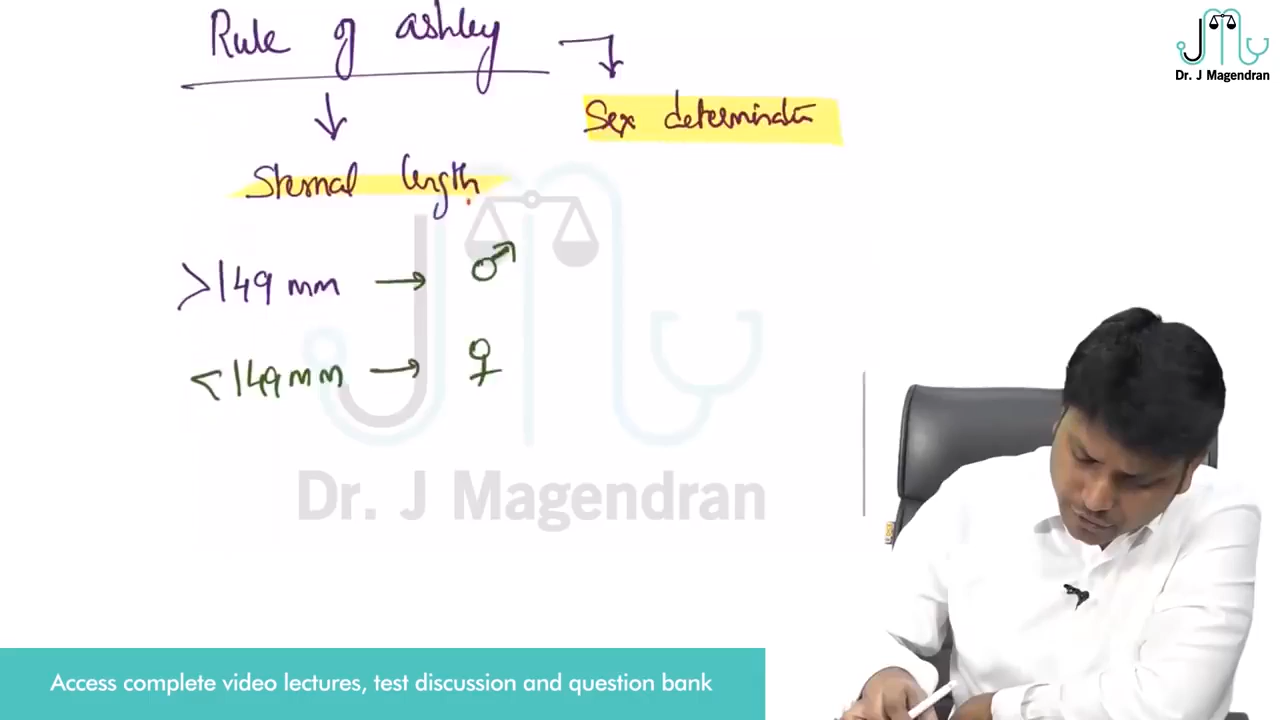 Rule of ashley
Sex determinatn
Sternal length
>149 mm → ♂
<149 mm → ♀
Dr. J Magendran
Dr. J Magendran
Access complete video lectures, test discussion and question bank